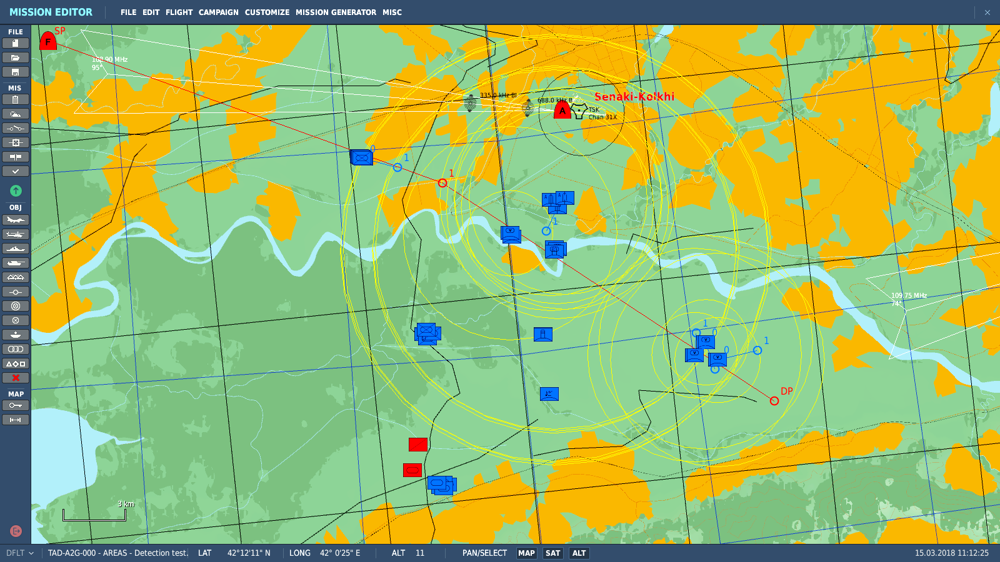 MISSION EDITOR FILE EDIT FLIGHT CAMPAIGN CUSTOMIZE MISSION GENERATOR MISC
FILE
MIS
OBJ
MAP
SP
F
108.90 MHz
95°
335.0 kHz BI
688.0 kHz B
Senaki-Kolkhi
A
TSK
Chan 31X
0
1
1
1
109.75 MHz
74°
1
0
1
0
DP
3 km
DFLT TAD-A2G-000 - AREAS - Detection test. LAT 42°12'11" N LONG 42° 0'25" E ALT 11 PAN/SELECT MAP SAT ALT 15.03.2018 11:12:25